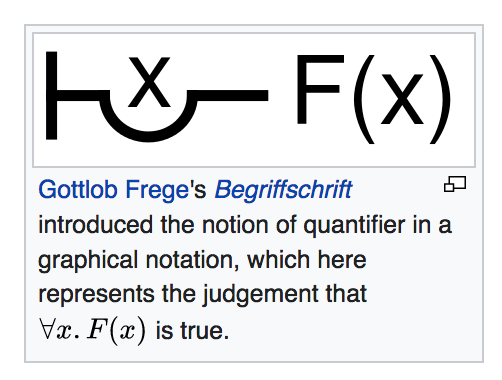 x F(x)
Gottlob Frege's Begriffschrift
introduced the notion of quantifier in a
graphical notation, which here
represents the judgement that
∀x. F(x) is true.